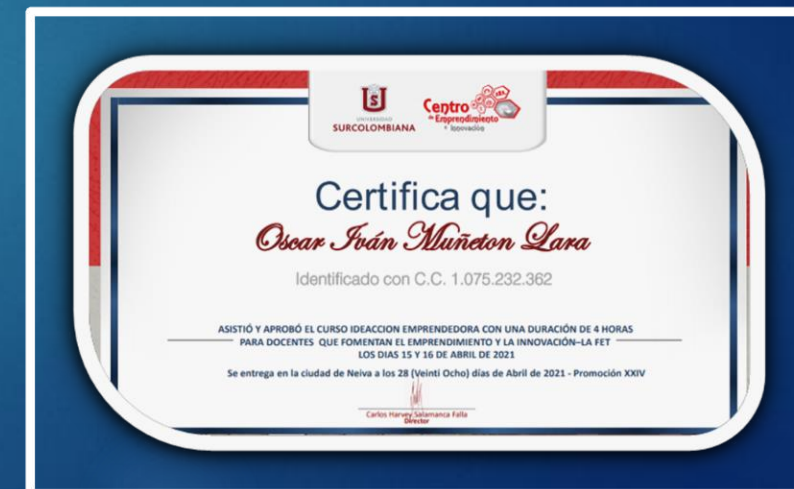 UNIVERSIDAD
SURCOLOMBIANA
Centro
de Emprendimiento
e Innovación
Certifica que:
Oscar Iván Muñeton Lara
Identificado con C.C. 1.075.232.362
ASISTIÓ Y APROBÓ EL CURSO IDEACCION EMPRENDEDORA CON UNA DURACIÓN DE 4 HORAS
PARA DOCENTES QUE FOMENTAN EL EMPRENDIMIENTO Y LA INNOVACIÓN–LA FET
LOS DIAS 15 Y 16 DE ABRIL DE 2021
Se entrega en la ciudad de Neiva a los 28 (Veinti Ocho) días de Abril de 2021 - Promoción XXIV
Carlos Harvey Salamanca Falla
Director